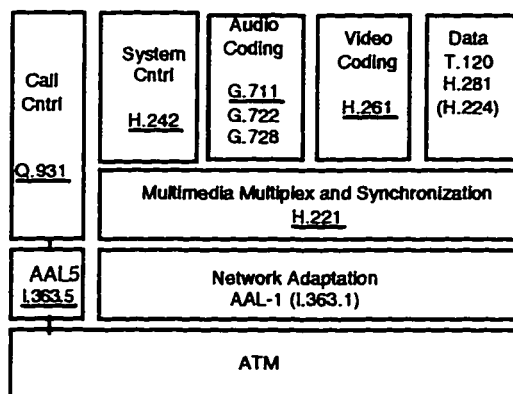 Call
Cntrl
Q.931
System
Cntrl
H.242
Audio
Coding
G.711
G.722
G.728
Video
Coding
H.261
Data
T.120
H.281
(H.224)
Multimedia Multiplex and Synchronization
H.221
AAL5
I.363.5
Network Adaptation
AAL-1 (I.363.1)
ATM